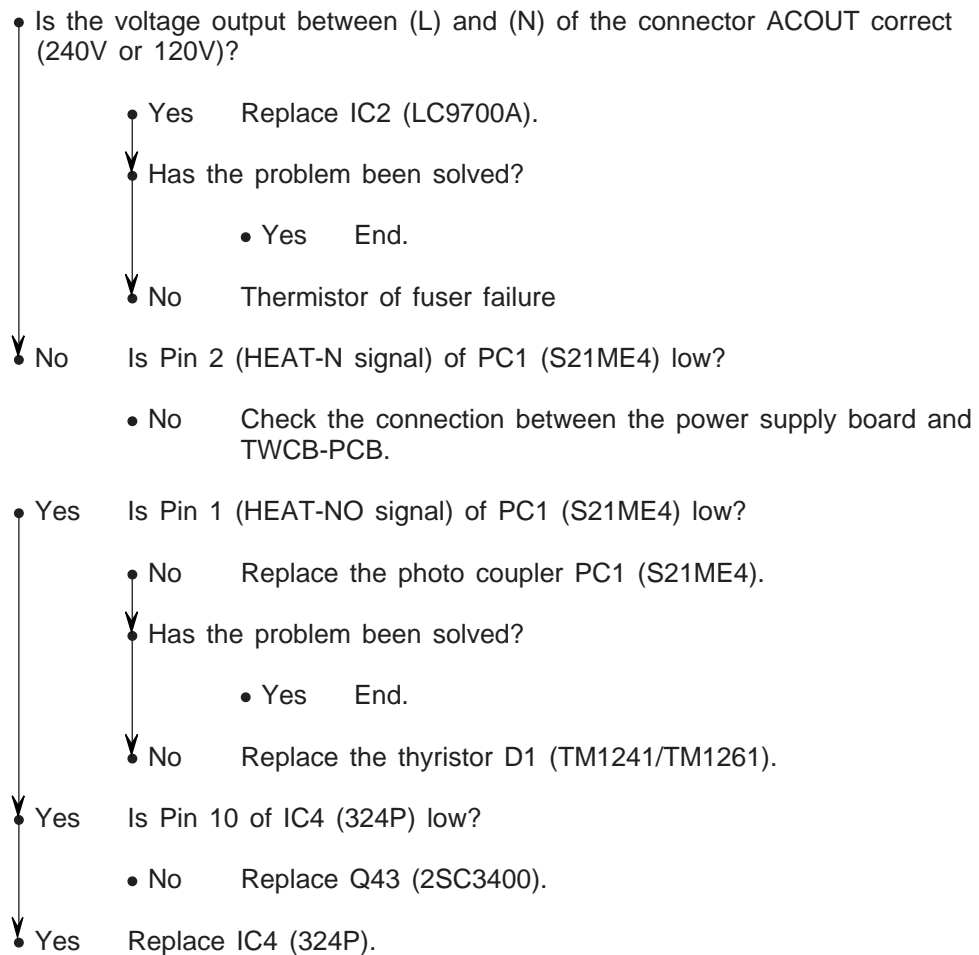 • Is the voltage output between (L) and (N) of the connector ACOUT correct
(240V or 120V)?
• Yes Replace IC2 (LC9700A).
• Has the problem been solved?
• Yes End.
• No Thermistor of fuser failure
• No Is Pin 2 (HEAT-N signal) of PC1 (S21ME4) low?
• No Check the connection between the power supply board and
TWCB-PCB.
• Yes Is Pin 1 (HEAT-NO signal) of PC1 (S21ME4) low?
• No Replace the photo coupler PC1 (S21ME4).
• Has the problem been solved?
• Yes End.
• No Replace the thyristor D1 (TM1241/TM1261).
• Yes Is Pin 10 of IC4 (324P) low?
• No Replace Q43 (2SC3400).
• Yes Replace IC4 (324P).